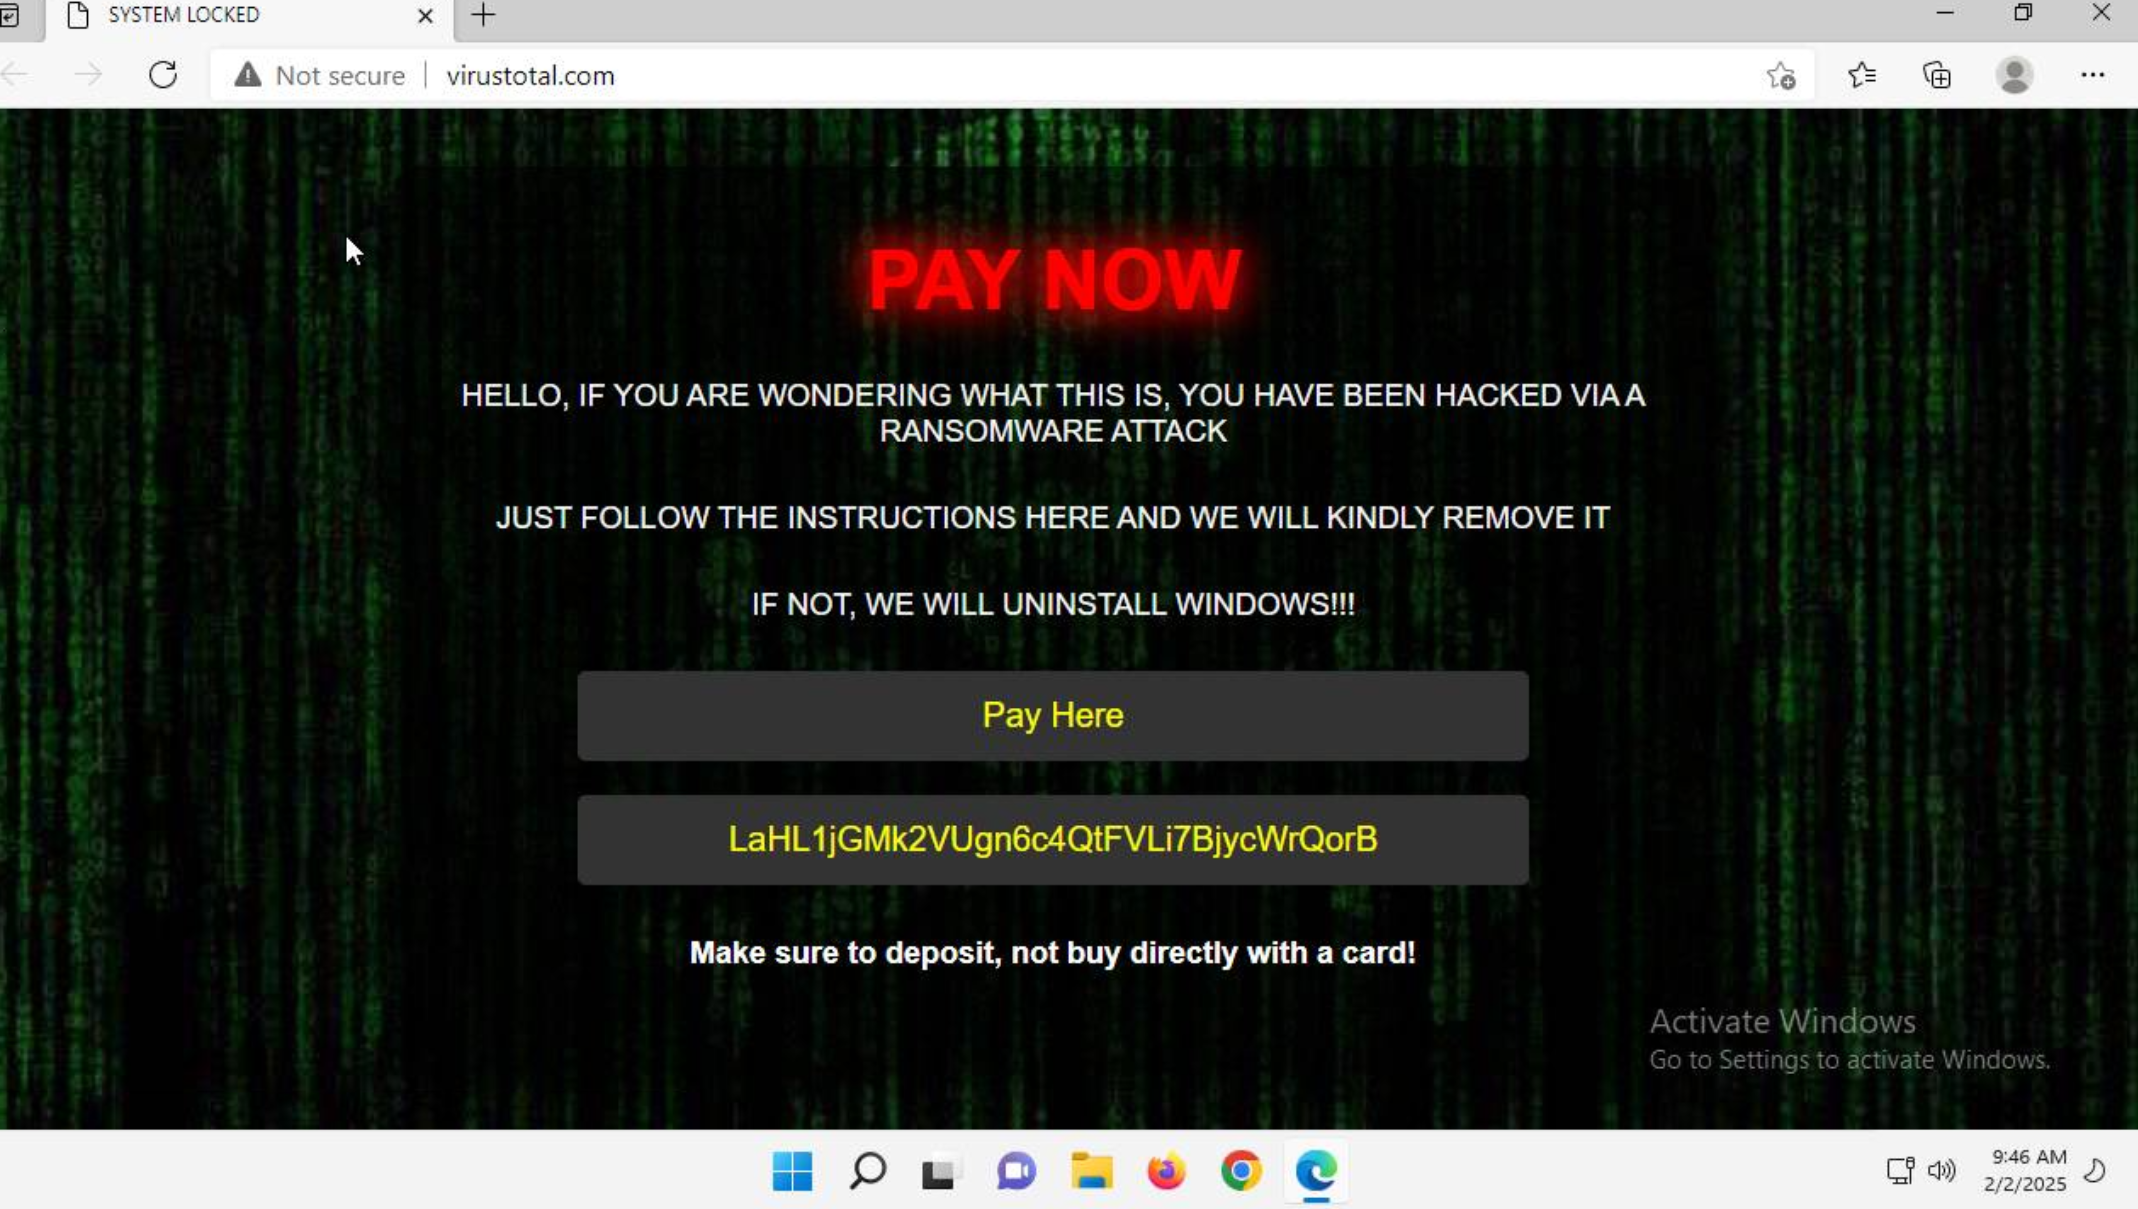 SYSTEM LOCKED
Not secure
virustotal.com
PAY NOW
HELLO, IF YOU ARE WONDERING WHAT THIS IS, YOU HAVE BEEN HACKED VIA A
RANSOMWARE ATTACK
JUST FOLLOW THE INSTRUCTIONS HERE AND WE WILL KINDLY REMOVE IT
IF NOT, WE WILL UNINSTALL WINDOWS!!!
Pay Here
LaHL1jGMk2VUgn6c4QtFVLi7BjycWrQorB
Make sure to deposit, not buy directly with a card!
Activate Windows
Go to Settings to activate Windows.
9:46 AM
2/2/2025